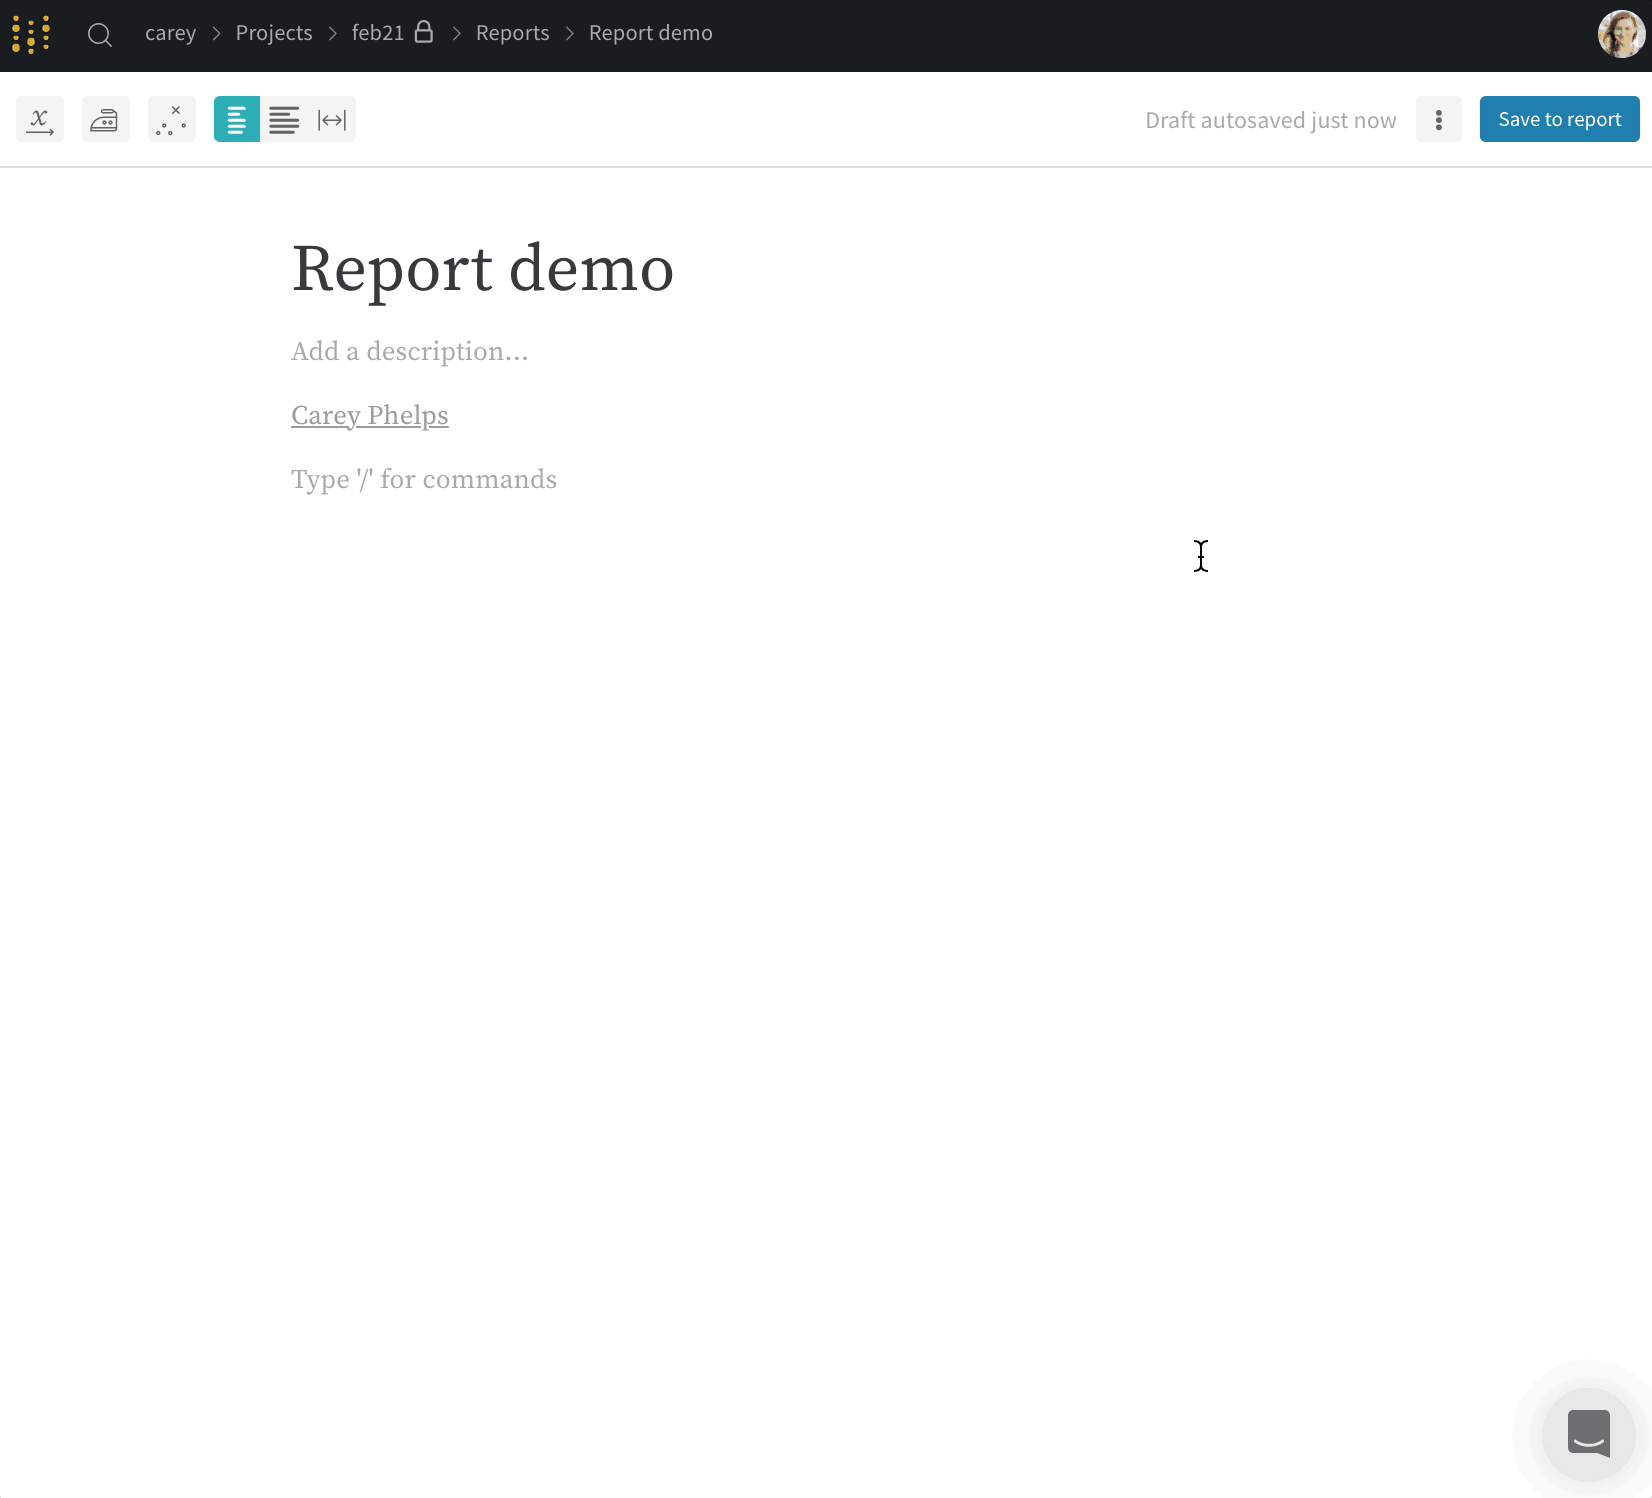 carey > Projects > feb21 > Reports > Report demo
x
Draft autosaved just now
Save to report
Report demo
Add a description...
Carey Phelps
Type '/' for commands